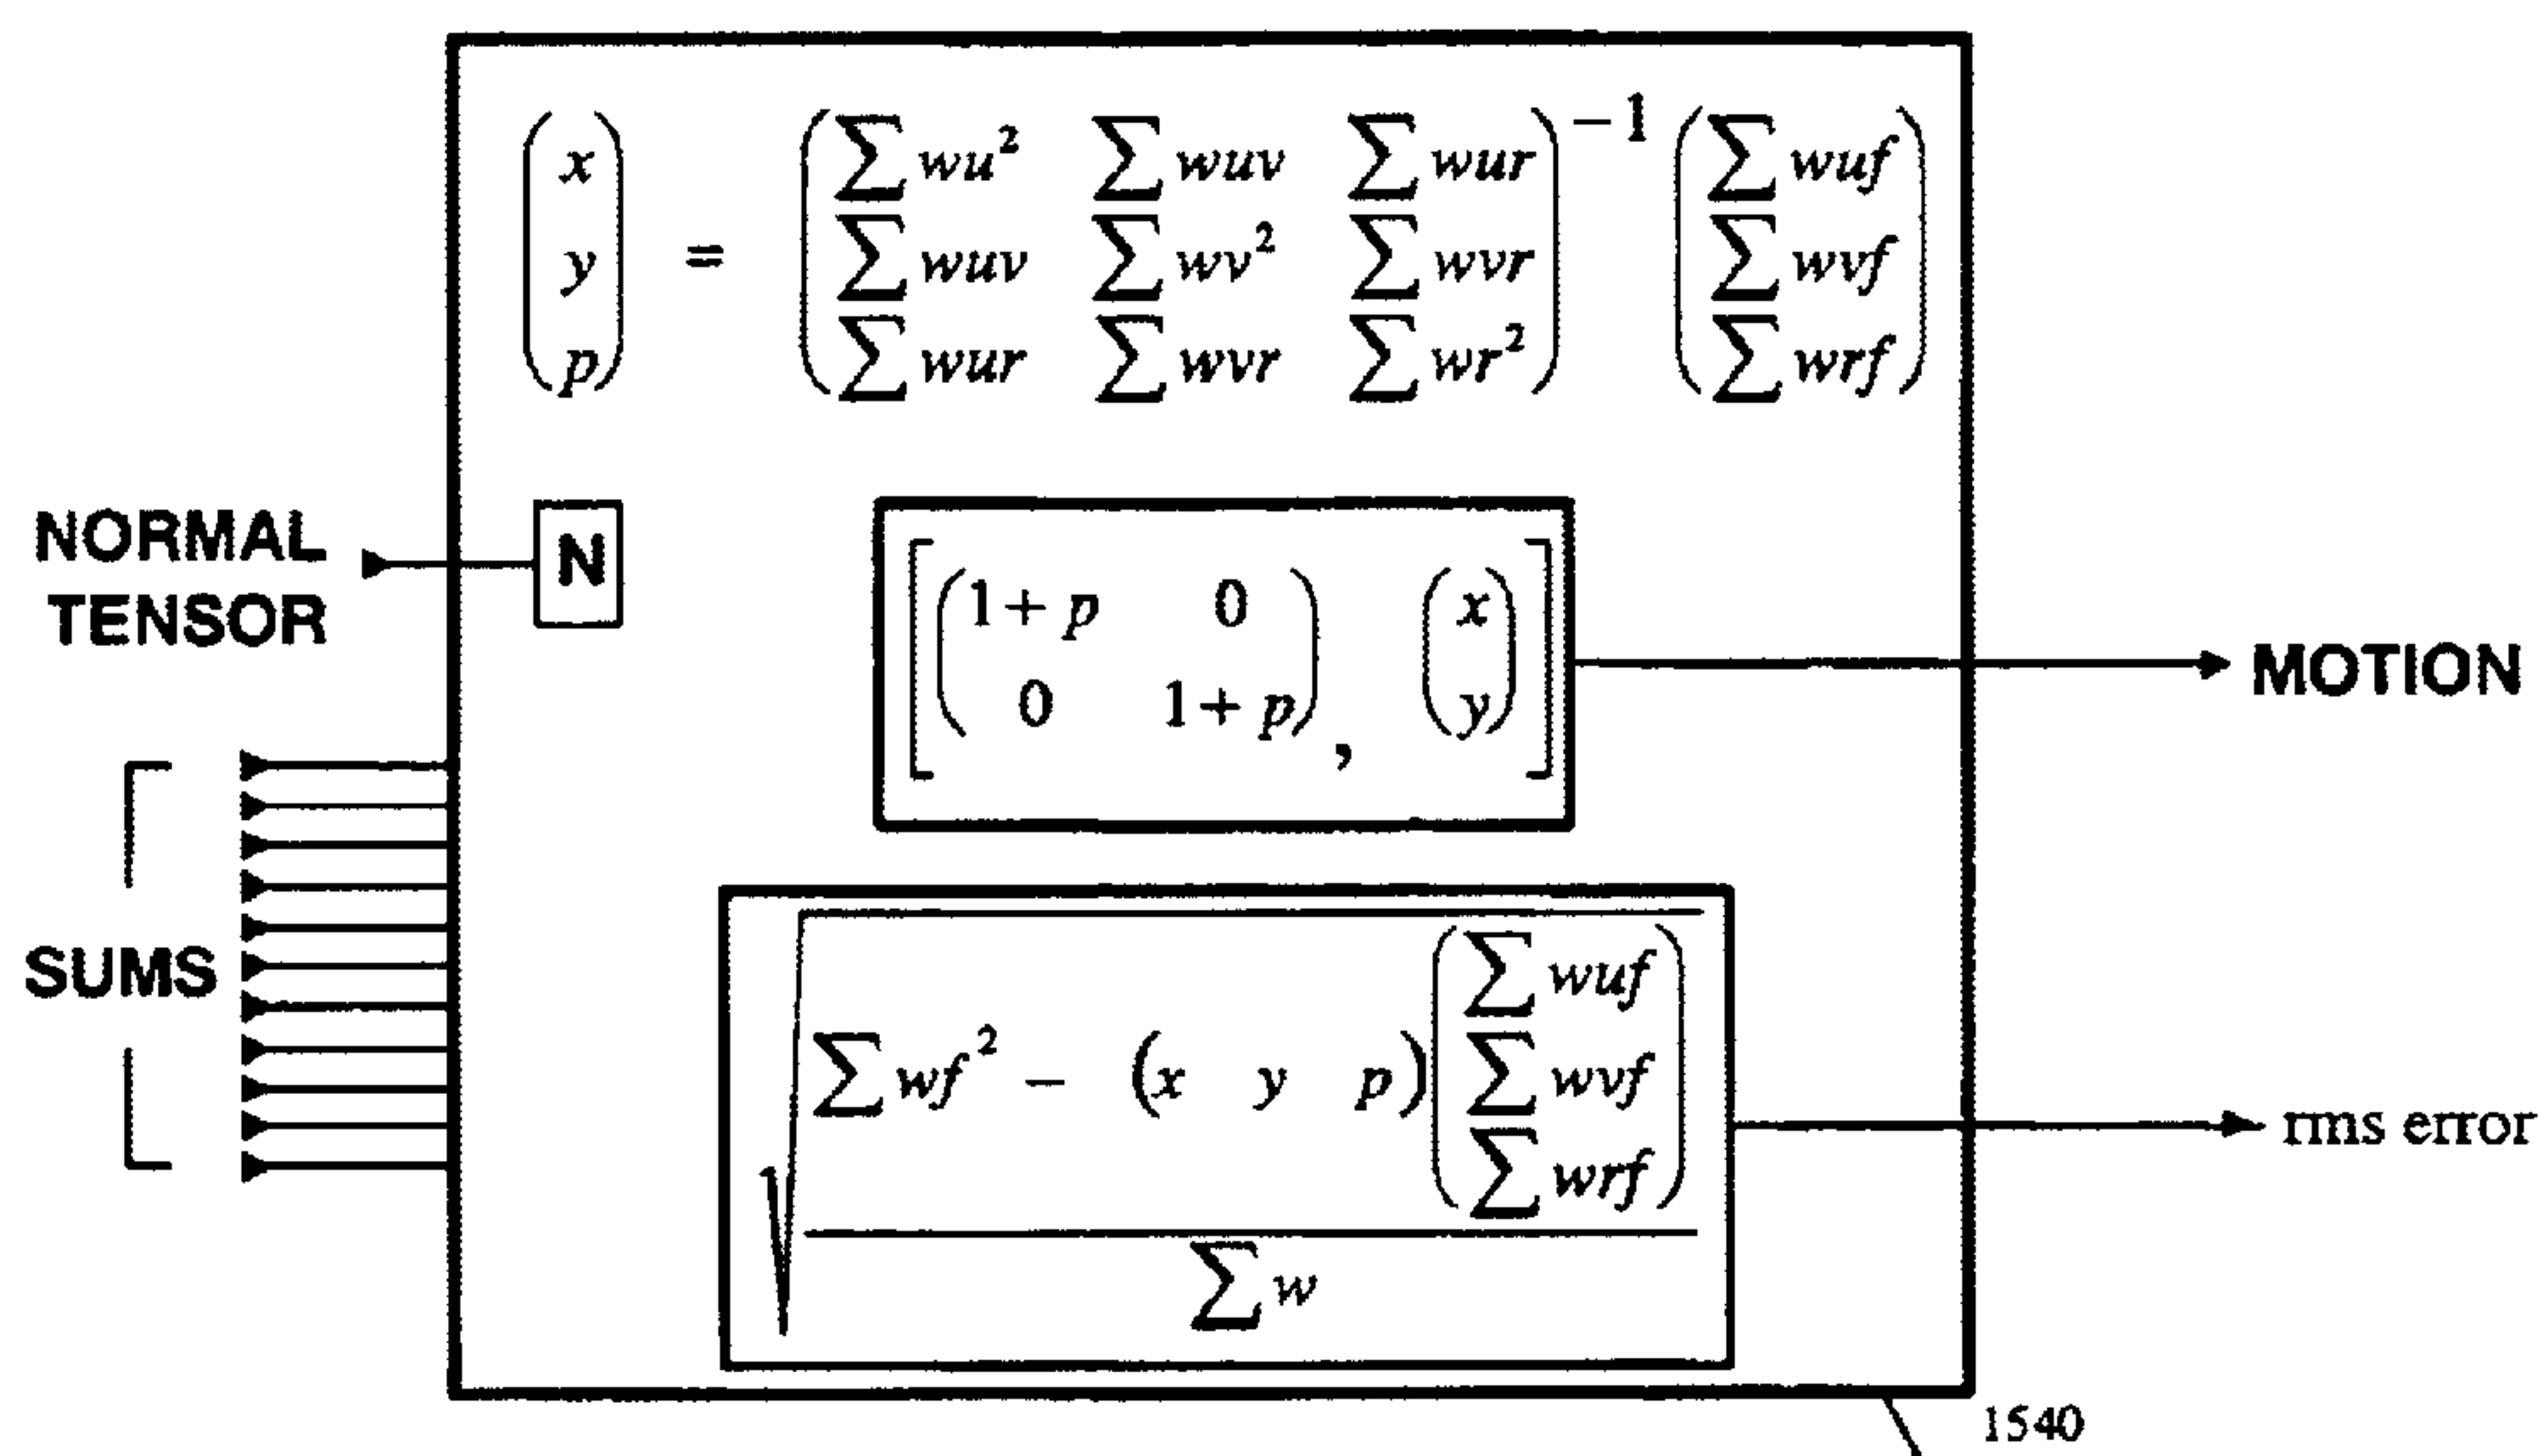 (x y p) = (∑wu² ∑wuv ∑wur
∑wuv ∑wv² ∑wvr
∑wur ∑wvr ∑wr²)⁻¹ (∑wuf ∑wvf ∑wrf)
NORMAL
TENSOR
N
[(1+p 0
0 1+p), (x y)]
MOTION
SUMS
√((∑wf² − (x y p)(∑wuf ∑wvf ∑wrf)) / ∑w)
rms error
1540